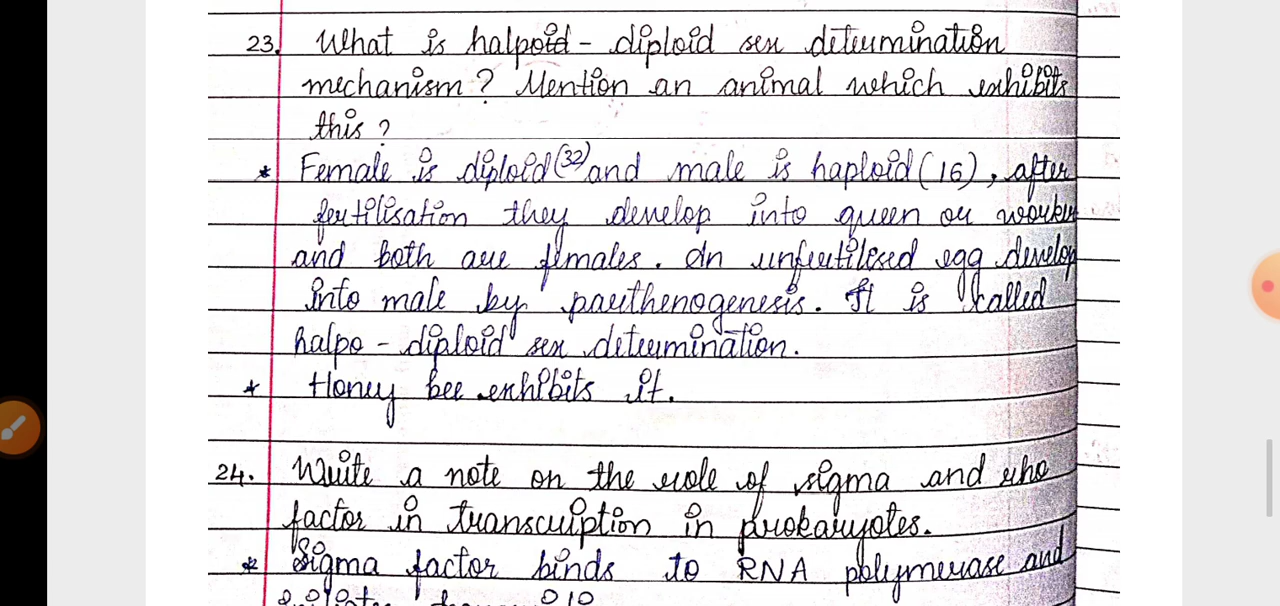 23. What is halpoid - diploid sex determination
mechanism? Mention an animal which exhibits
this?
* Female is diploid (32) and male is haploid (16), after
fertilisation they develop into queen or worker
and both are females. An unfertilised egg develop
into male by parthenogenesis. It is called
halpo - diploid sex determination.
* Honey bee exhibits it.
24. Write a note on the role of sigma and rho
factor in transcription in prokaryotes.
* Sigma factor binds to RNA polymerase and